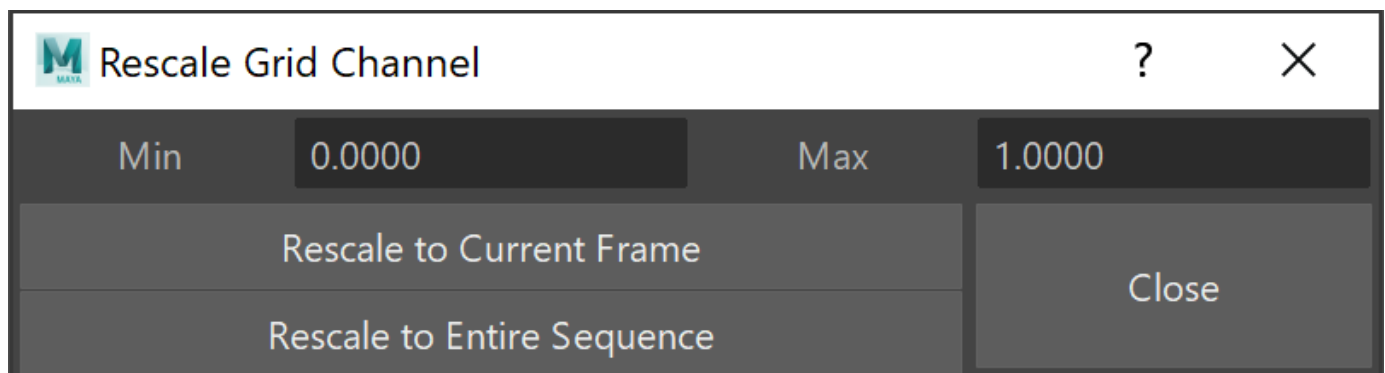 MAYA Rescale Grid Channel ? ×
Min 0.0000 Max 1.0000
Rescale to Current Frame
Close
Rescale to Entire Sequence